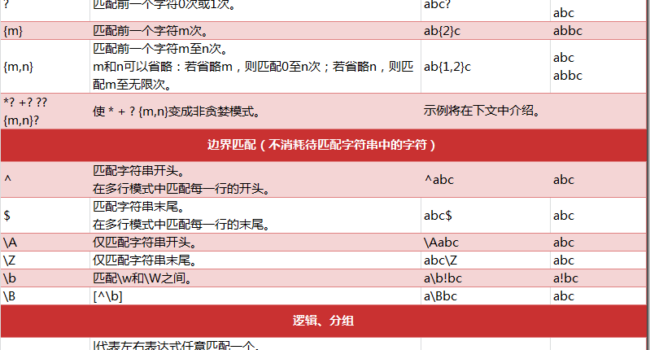 ? 匹配前一个字符0次或1次。 abc?
abc
{m} 匹配前一个字符m次。 ab{2}c abbc
匹配前一个字符m至n次。
{m,n} m和n可以省略：若省略m，则匹配0至n次；若省略n，则匹 ab{1,2}c abc
配m至无限次。 abbc
*? +? ?? 使 * + ? {m,n}变成非贪婪模式。 示例将在下文中介绍。
{m,n}?
边界匹配（不消耗待匹配字符串中的字符）
^ 匹配字符串开头。 ^abc abc
在多行模式中匹配每一行的开头。
$ 匹配字符串末尾。 abc$ abc
在多行模式中匹配每一行的末尾。
\A 仅匹配字符串开头。 \Aabc abc
\Z 仅匹配字符串末尾。 abc\Z abc
\b 匹配\w和\W之间。 a\b!bc a!bc
\B [^\b] a\Bbc abc
逻辑、分组
|代表左右表达式任意匹配一个。